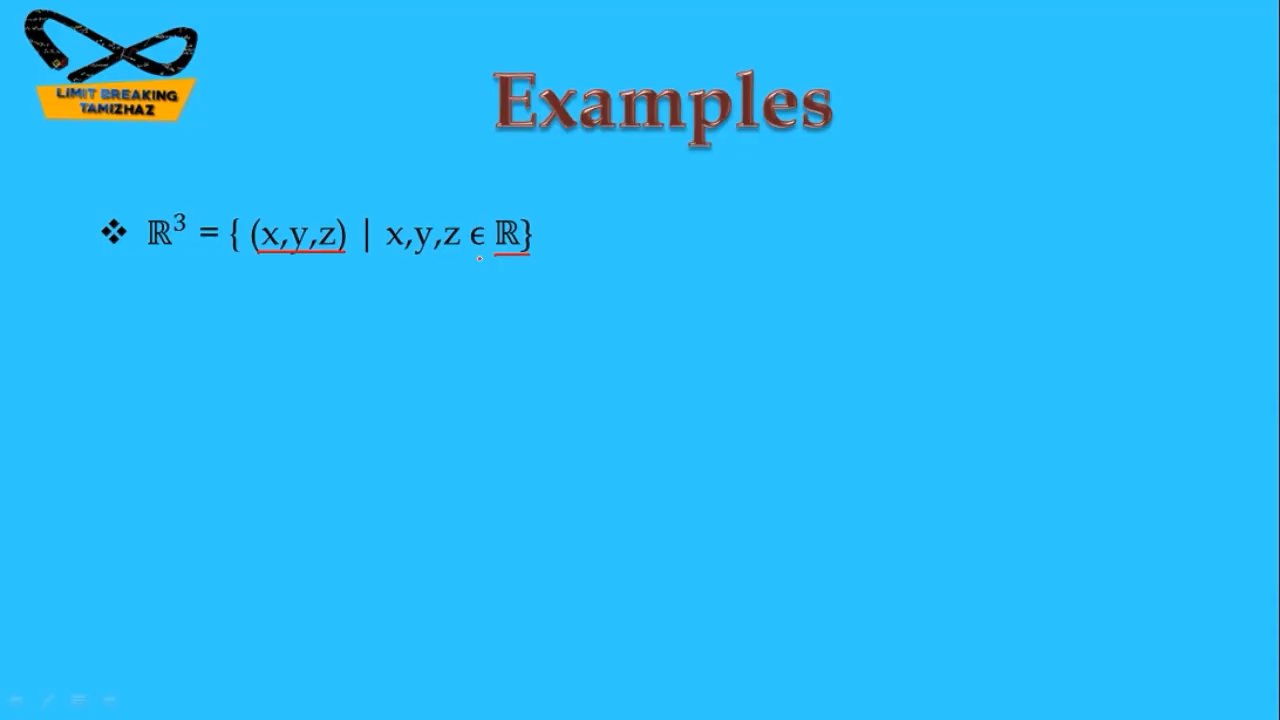 LIMIT BREAKING
TAMIZHAZ
Examples
❖ ℝ³ = { (x,y,z) | x,y,z ϵ ℝ}